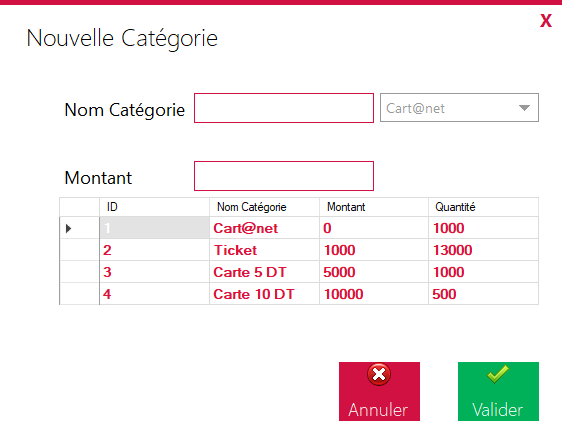 X
Nouvelle Catégorie
Nom Catégorie Cart@net
Montant
ID Nom Catégorie Montant Quantité
1 Cart@net 0 1000
2 Ticket 1000 13000
3 Carte 5 DT 5000 1000
4 Carte 10 DT 10000 500
Annuler Valider